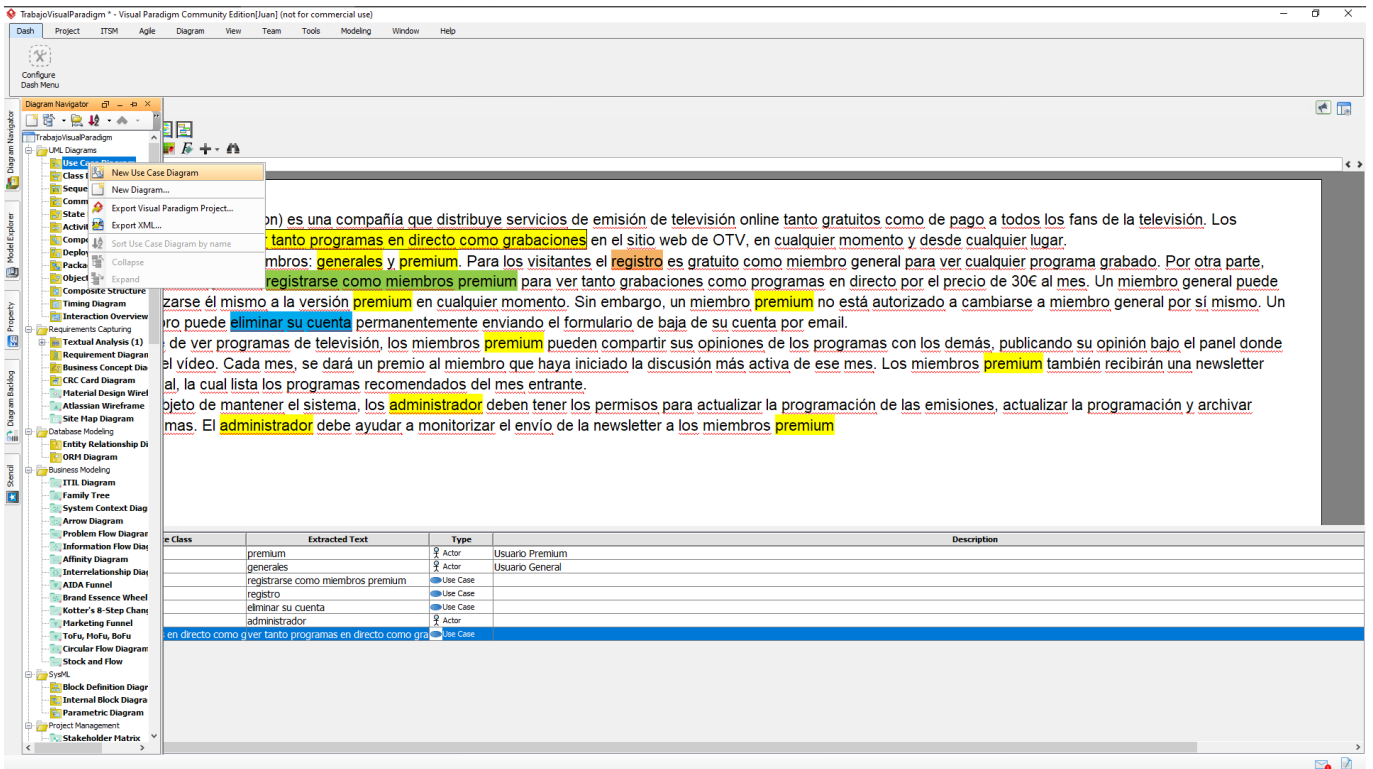 TrabajoVisualParadigm * - Visual Paradigm Community Edition[Juan] (not for commercial use)
Dash Project ITSM Agile Diagram View Team Tools Modeling Window Help
Configure
Dash Menu
Diagram Navigator
TrabajoVisualParadigm
UML Diagrams
Use Case Diagram
Class
Seque
Comm
State
Activi
Compo
Deploy
Packa
Object
Composite Structure
Timing Diagram
Interaction Overview
Requirements Capturing
Textual Analysis (1)
Requirement Diagram
Business Concept Dia
CRC Card Diagram
Material Design Wiref
Atlassian Wireframe
Site Map Diagram
Database Modeling
Entity Relationship Di
ORM Diagram
Business Modeling
ITIL Diagram
Family Tree
System Context Diag
Arrow Diagram
Problem Flow Diagram
Information Flow Diag
Affinity Diagram
Interrelationship Diag
AIDA Funnel
Brand Essence Wheel
Kotter's 8-Step Chang
Marketing Funnel
ToFu, MoFu, BoFu
Circular Flow Diagram
Stock and Flow
SysML
Block Definition Diagr
Internal Block Diagra
Parametric Diagram
Project Management
Stakeholder Matrix
Diagram Navigator
Model Explorer
Property
Diagram Backlog
Stencil
New Use Case Diagram
New Diagram...
Export Visual Paradigm Project...
Export XML...
Sort Use Case Diagram by name
Collapse
Expand
on) es una compañía que distribuye servicios de emisión de televisión online tanto gratuitos como de pago a todos los fans de la televisión. Los
tanto programas en directo como grabaciones en el sitio web de OTV, en cualquier momento y desde cualquier lugar.
mbros: generales y premium. Para los visitantes el registro es gratuito como miembro general para ver cualquier programa grabado. Por otra parte,
registrarse como miembros premium para ver tanto grabaciones como programas en directo por el precio de 30€ al mes. Un miembro general puede
zarse él mismo a la versión premium en cualquier momento. Sin embargo, un miembro premium no está autorizado a cambiarse a miembro general por sí mismo. Un
ro puede eliminar su cuenta permanentemente enviando el formulario de baja de su cuenta por email.
de ver programas de televisión, los miembros premium pueden compartir sus opiniones de los programas con los demás, publicando su opinión bajo el panel donde
el vídeo. Cada mes, se dará un premio al miembro que haya iniciado la discusión más activa de ese mes. Los miembros premium también recibirán una newsletter
al, la cual lista los programas recomendados del mes entrante.
bjeto de mantener el sistema, los administrador deben tener los permisos para actualizar la programación de las emisiones, actualizar la programación y archivar
mas. El administrador debe ayudar a monitorizar el envío de la newsletter a los miembros premium
e Class Extracted Text Type Description
premium Actor Usuario Premium
generales Actor Usuario General
registrarse como miembros premium Use Case
registro Use Case
eliminar su cuenta Use Case
administrador Actor
s en directo como g ver tanto programas en directo como gra Use Case